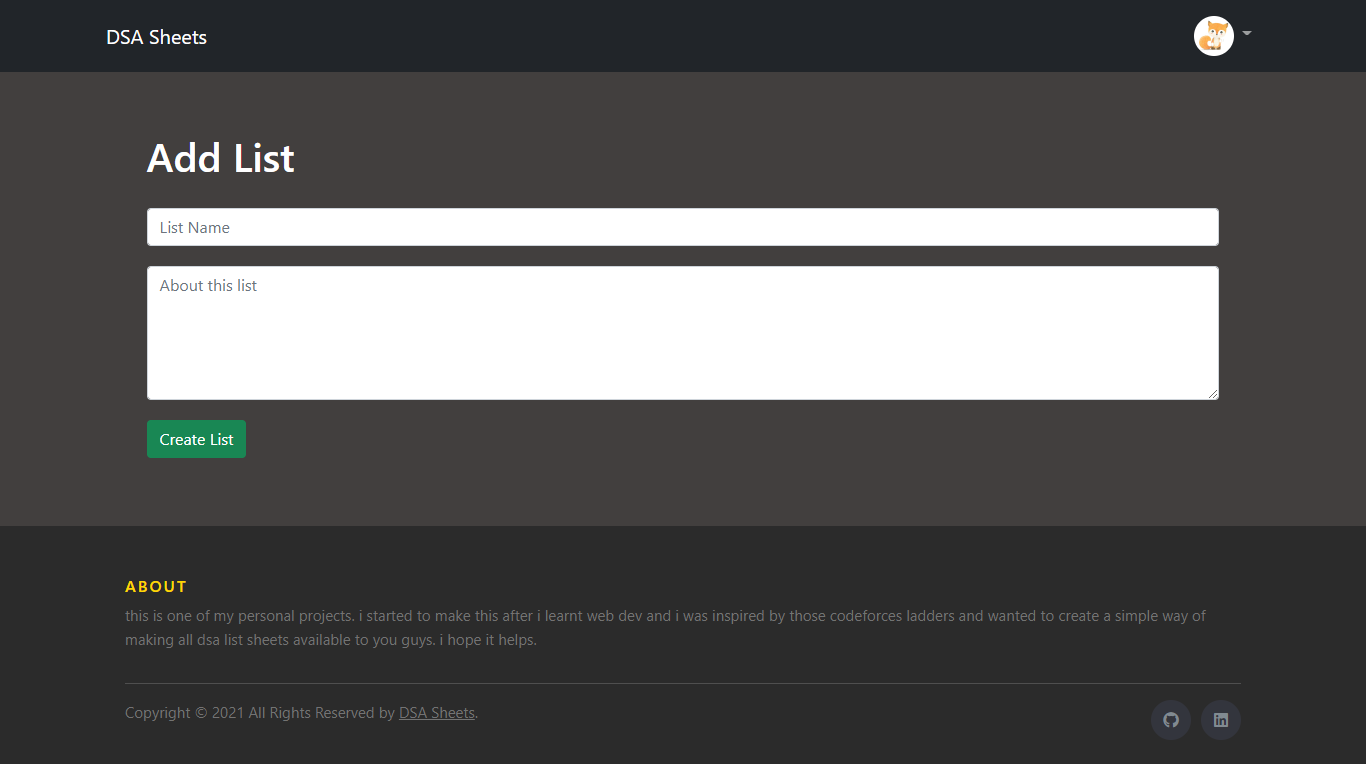 DSA Sheets
Add List
List Name
About this list
Create List
ABOUT
this is one of my personal projects. i started to make this after i learnt web dev and i was inspired by those codeforces ladders and wanted to create a simple way of
making all dsa list sheets available to you guys. i hope it helps.
Copyright © 2021 All Rights Reserved by DSA Sheets.